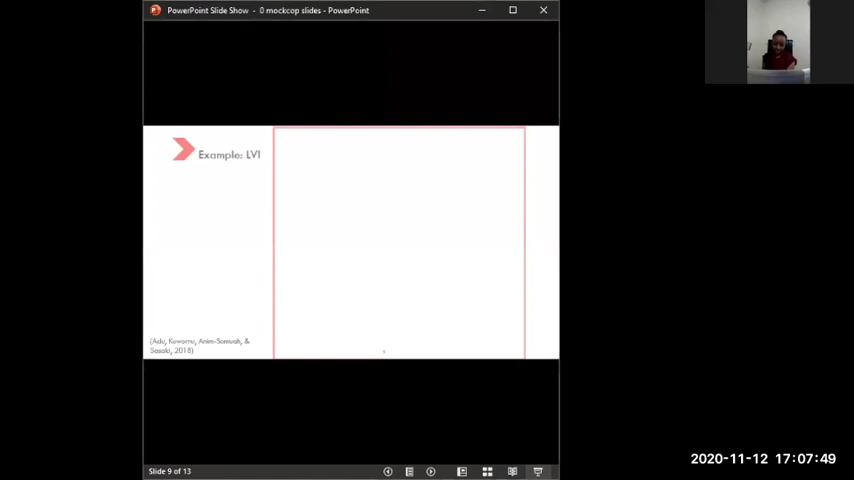 PowerPoint Slide Show - 0 mockcop slides - PowerPoint
Example: LVI
(Adu, Kuwornu, Anim-Somuah, &
Sasaki, 2018)
9
Slide 9 of 13
2020-11-12 17:07:49